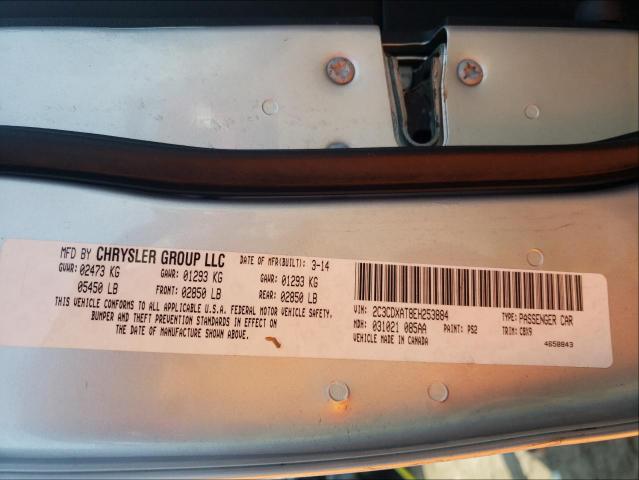 MFD BY CHRYSLER GROUP LLC DATE OF MFR(BUILT): 3-14
GVWR: 02473 KG GAWR: 01293 KG GAWR: 01293 KG
05450 LB FRONT: 02850 LB REAR: 02850 LB
THIS VEHICLE CONFORMS TO ALL APPLICABLE U.S.A. FEDERAL MOTOR VEHICLE SAFETY,
BUMPER AND THEFT PREVENTION STANDARDS IN EFFECT ON
THE DATE OF MANUFACTURE SHOWN ABOVE.
VIN: 2C3CDXAT8EH253884 TYPE: PASSENGER CAR
MDH: 031021 085AA PAINT: PS2 TRIM: CBX9
VEHICLE MADE IN CANADA 4658843